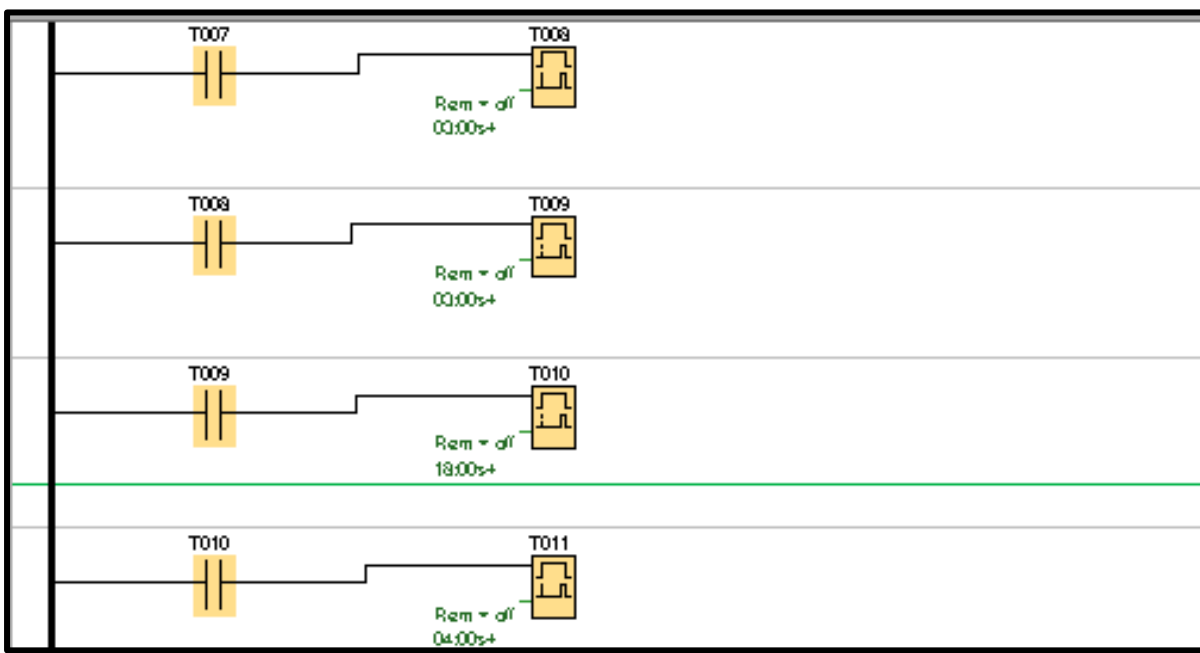 T007
T008
Rem = off
03:00s+
T008
T009
Rem = off
03:00s+
T009
T010
Rem = off
18:00s+
T010
T011
Rem = off
04:00s+